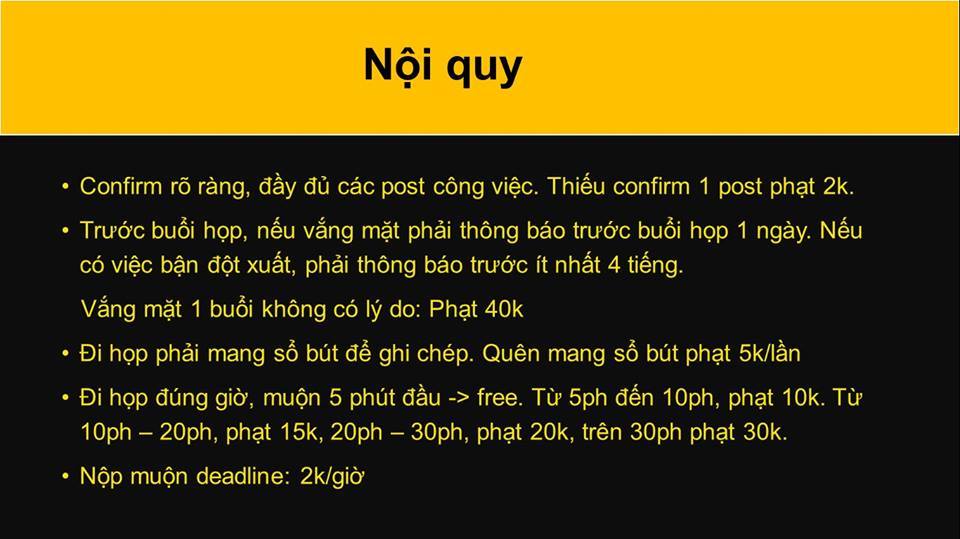 Nội quy
• Confirm rõ ràng, đầy đủ các post công việc. Thiếu confirm 1 post phạt 2k.
• Trước buổi họp, nếu vắng mặt phải thông báo trước buổi họp 1 ngày. Nếu
có việc bận đột xuất, phải thông báo trước ít nhất 4 tiếng.
Vắng mặt 1 buổi không có lý do: Phạt 40k
• Đi họp phải mang sổ bút để ghi chép. Quên mang sổ bút phạt 5k/lần
• Đi họp đúng giờ, muộn 5 phút đầu -> free. Từ 5ph đến 10ph, phạt 10k. Từ
10ph – 20ph, phạt 15k, 20ph – 30ph, phạt 20k, trên 30ph phạt 30k.
• Nộp muộn deadline: 2k/giờ